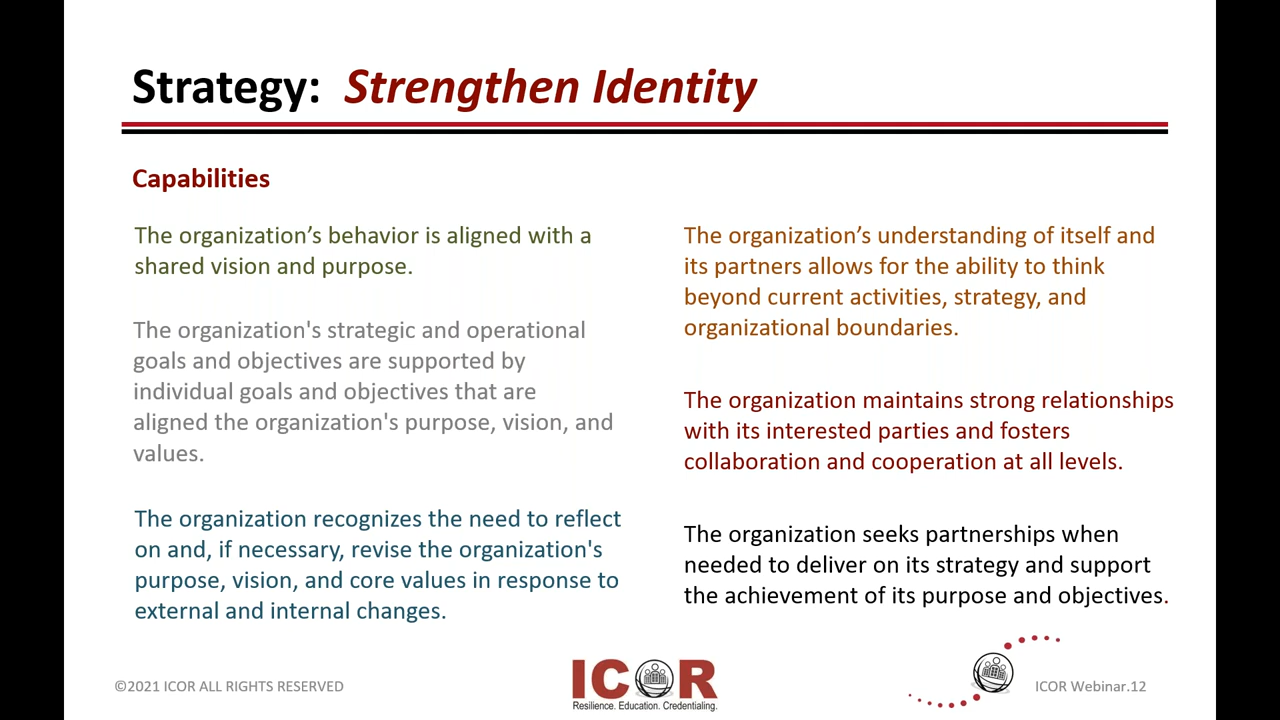 Strategy: Strengthen Identity
Capabilities
The organization’s behavior is aligned with a
shared vision and purpose.
The organization's strategic and operational
goals and objectives are supported by
individual goals and objectives that are
aligned the organization's purpose, vision, and
values.
The organization recognizes the need to reflect
on and, if necessary, revise the organization's
purpose, vision, and core values in response to
external and internal changes.
The organization’s understanding of itself and
its partners allows for the ability to think
beyond current activities, strategy, and
organizational boundaries.
The organization maintains strong relationships
with its interested parties and fosters
collaboration and cooperation at all levels.
The organization seeks partnerships when
needed to deliver on its strategy and support
the achievement of its purpose and objectives.
©2021 ICOR ALL RIGHTS RESERVED
ICOR
Resilience. Education. Credentialing.
ICOR Webinar.12